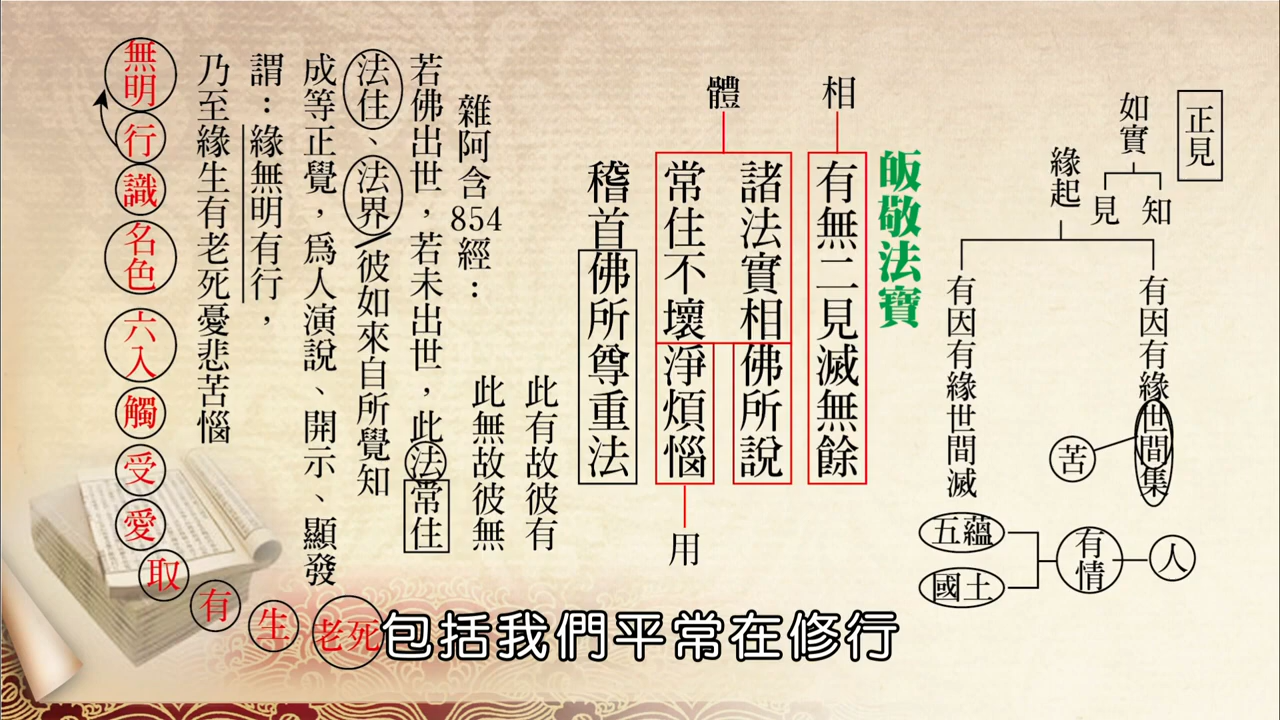 正見
如實
知
見
緣起
有因有緣世間集
有因有緣世間滅
苦
人
有情
五蘊
國土
皈敬法寶
相
有無二見滅無餘
體
諸法實相佛所說
常住不壞淨煩惱
用
稽首佛所尊重法
此有故彼有
此無故彼無
雜阿含854經：
若佛出世，若未出世，此法常住
法住、法界/彼如來自所覺知
成等正覺，為人演說、開示、顯發
謂：緣無明有行，
乃至緣生有老死憂悲苦惱
無明
行
識
名色
六入
觸
受
愛
取
有
生
老死
包括我們平常在修行